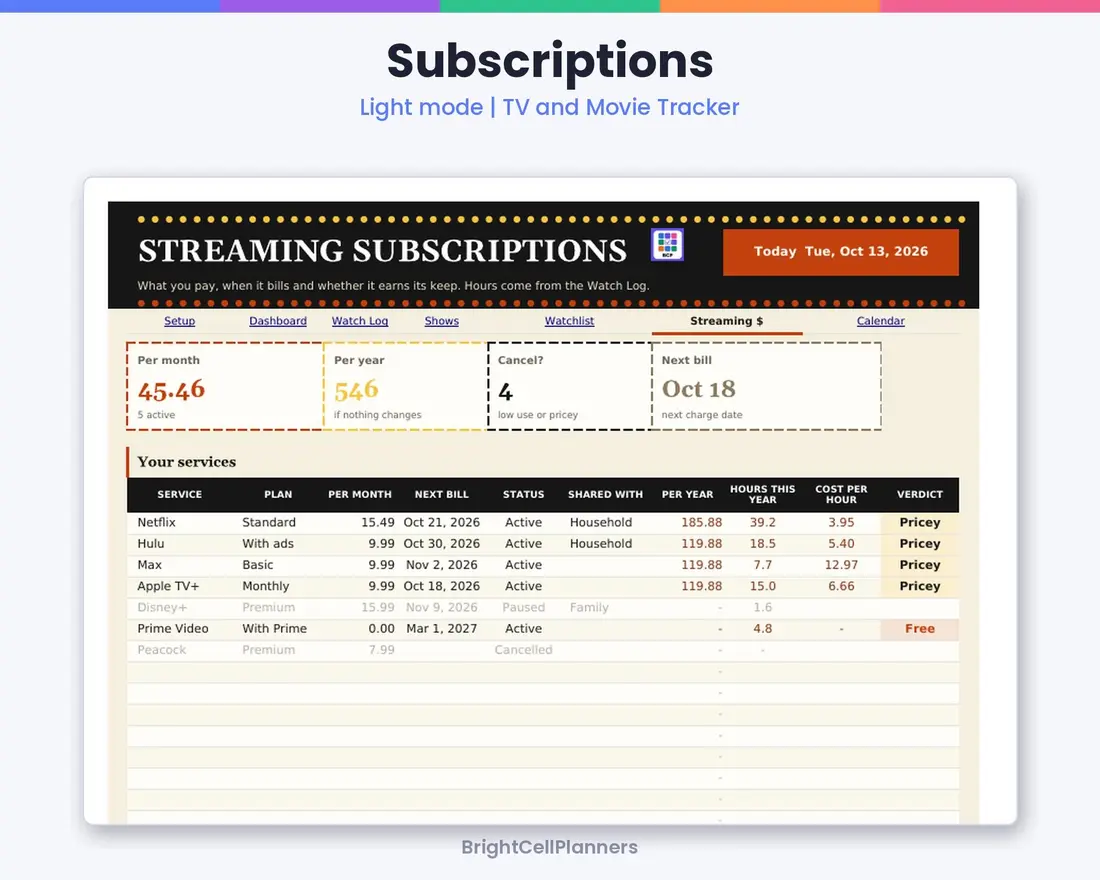 Subscriptions
Light mode | TV and Movie Tracker
STREAMING SUBSCRIPTIONS
BCP
Today Tue, Oct 13, 2026
What you pay, when it bills and whether it earns its keep. Hours come from the Watch Log.
Setup Dashboard Watch Log Shows Watchlist Streaming $ Calendar
Per month Per year Cancel? Next bill
45.46 546 4 Oct 18
5 active if nothing changes low use or pricey next charge date
Your services
SERVICE PLAN PER MONTH NEXT BILL STATUS SHARED WITH PER YEAR HOURS THIS YEAR COST PER HOUR VERDICT
Netflix Standard 15.49 Oct 21, 2026 Active Household 185.88 39.2 3.95 Pricey
Hulu With ads 9.99 Oct 30, 2026 Active Household 119.88 18.5 5.40 Pricey
Max Basic 9.99 Nov 2, 2026 Active 119.88 7.7 12.97 Pricey
Apple TV+ Monthly 9.99 Oct 18, 2026 Active 119.88 15.0 6.66 Pricey
Disney+ Premium 15.99 Nov 9, 2026 Paused Family - 1.6
Prime Video With Prime 0.00 Mar 1, 2027 Active - 4.8 - Free
Peacock Premium 7.99 Cancelled - -
-
-
-
-
-
-
-
-
BrightCellPlanners